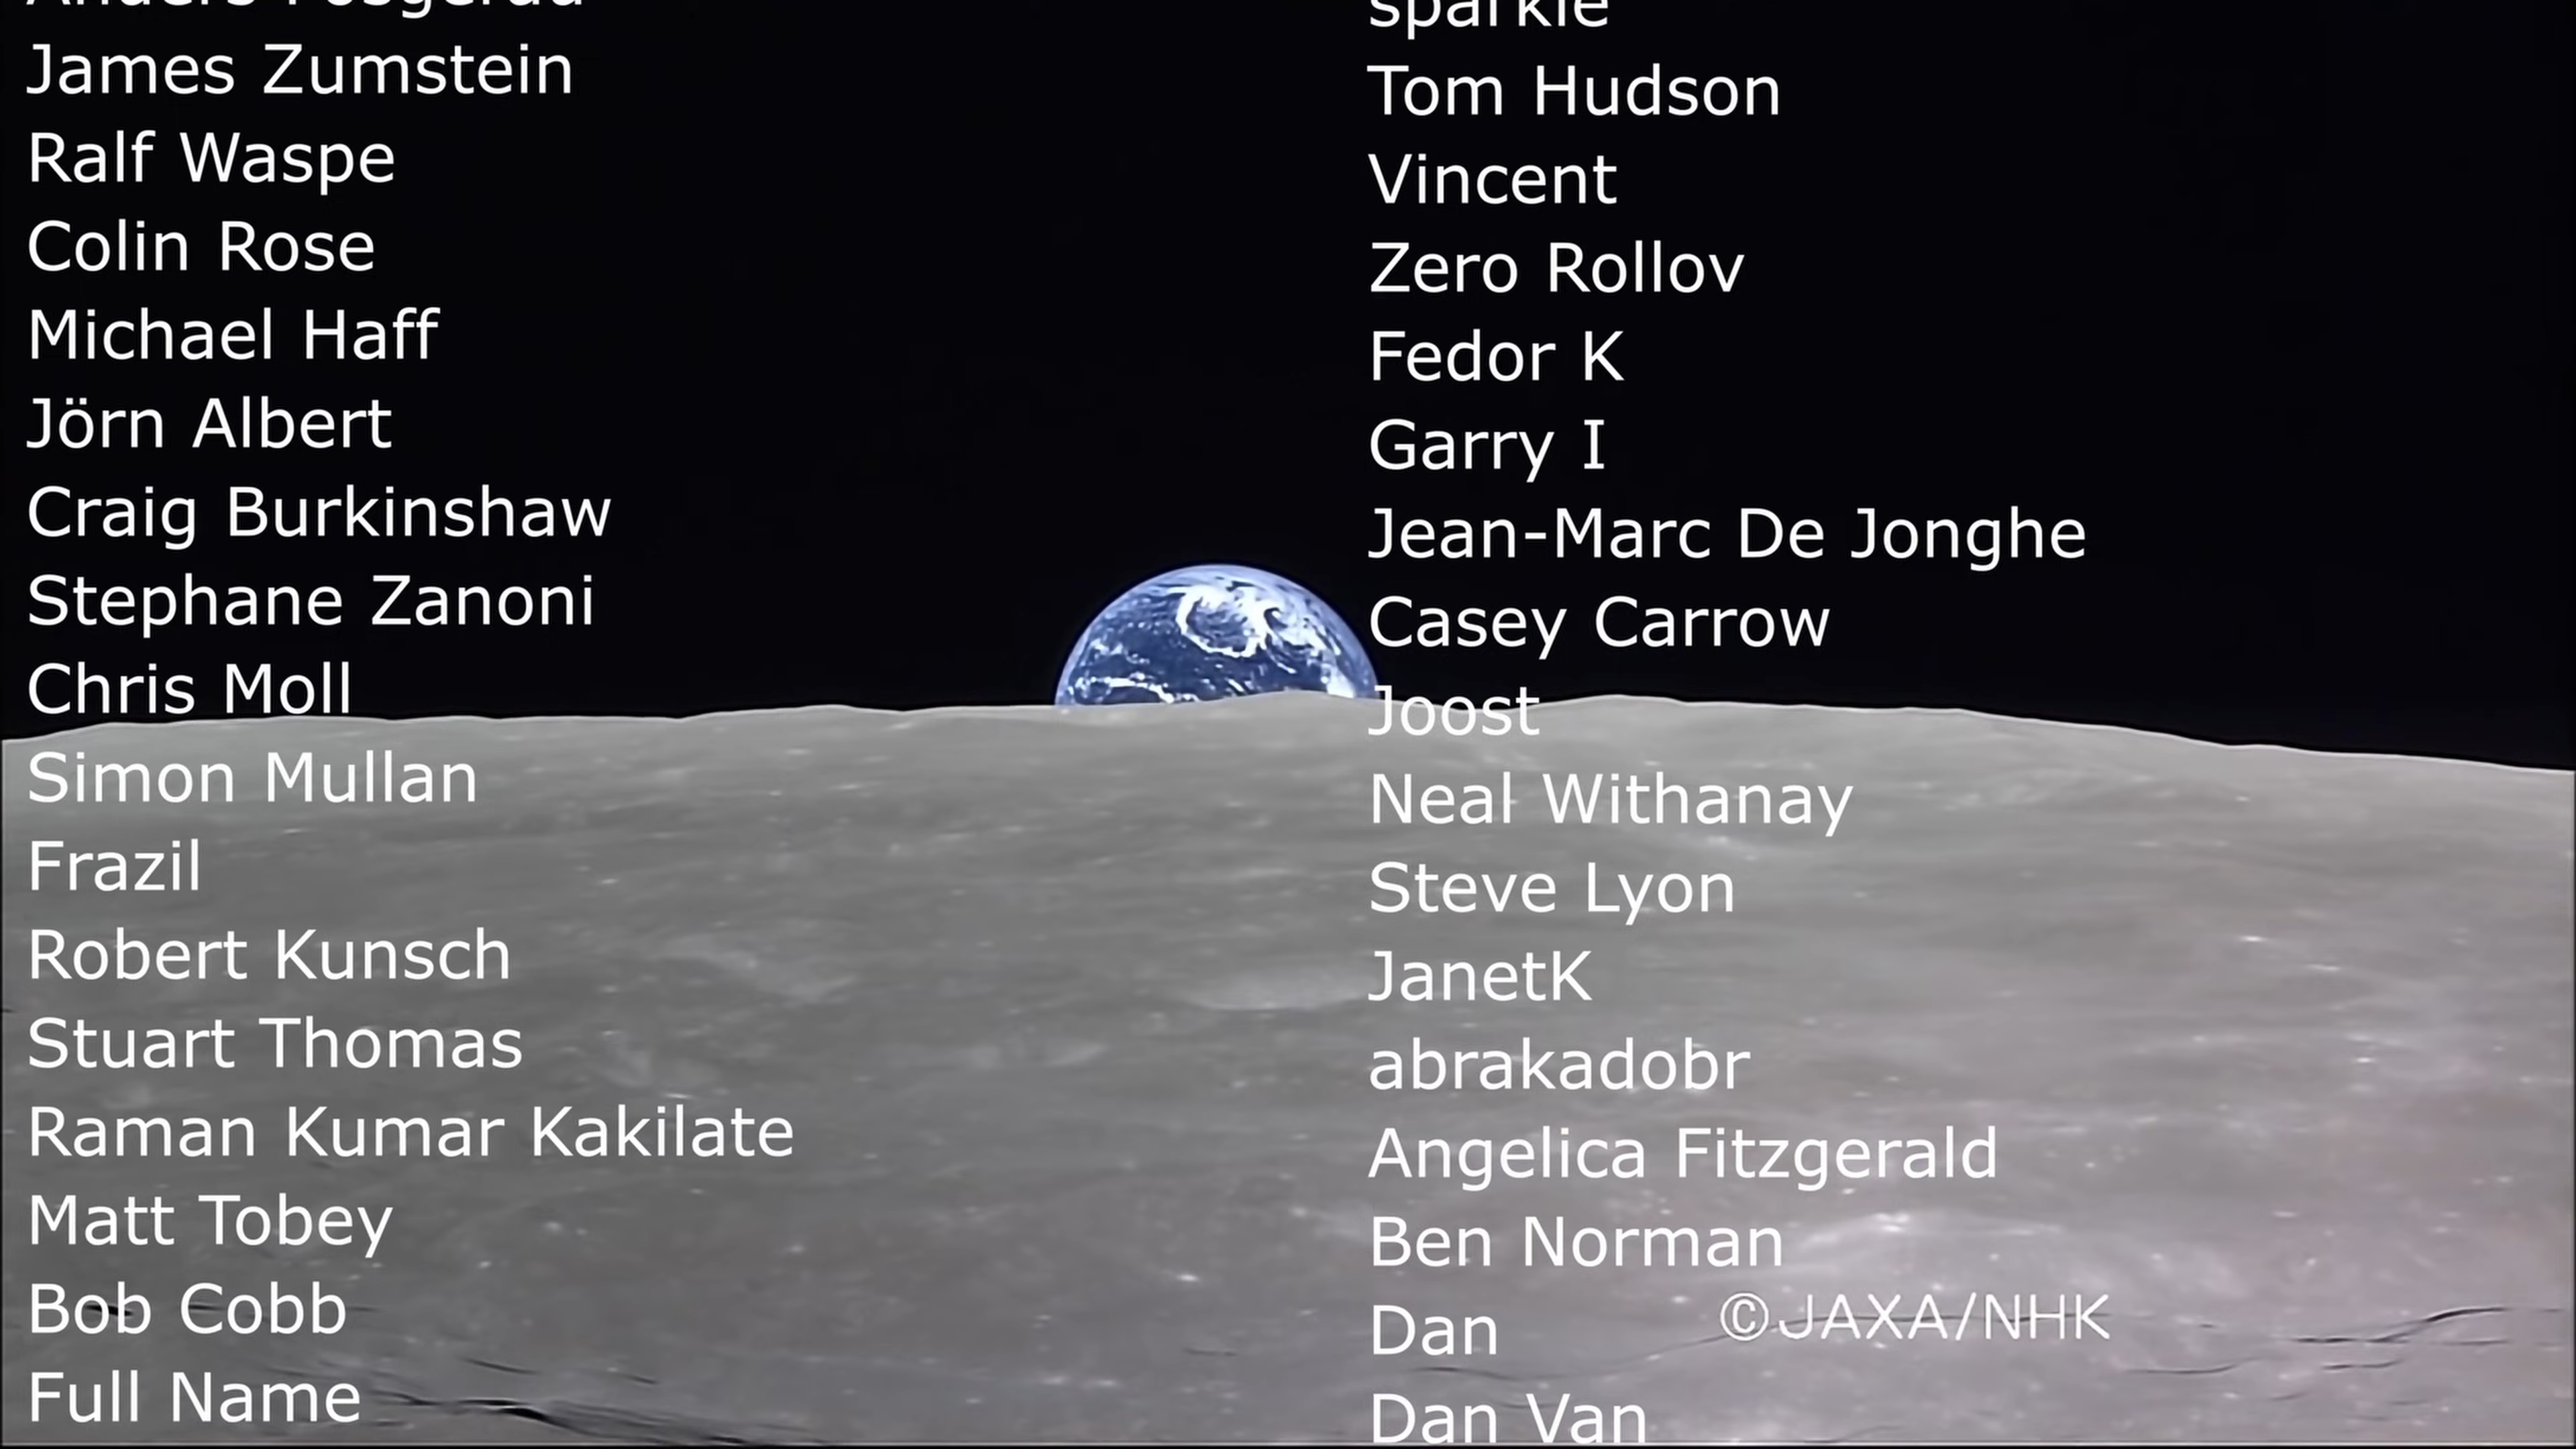 James Zumstein
Ralf Waspe
Colin Rose
Michael Haff
Jörn Albert
Craig Burkinshaw
Stephane Zanoni
Chris Moll
Simon Mullan
Frazil
Robert Kunsch
Stuart Thomas
Raman Kumar Kakilate
Matt Tobey
Bob Cobb
Full Name
sparkie
Tom Hudson
Vincent
Zero Rollov
Fedor K
Garry I
Jean-Marc De Jonghe
Casey Carrow
Joost
Neal Withanay
Steve Lyon
JanetK
abrakadobr
Angelica Fitzgerald
Ben Norman
Dan
Dan Van
©JAXA/NHK